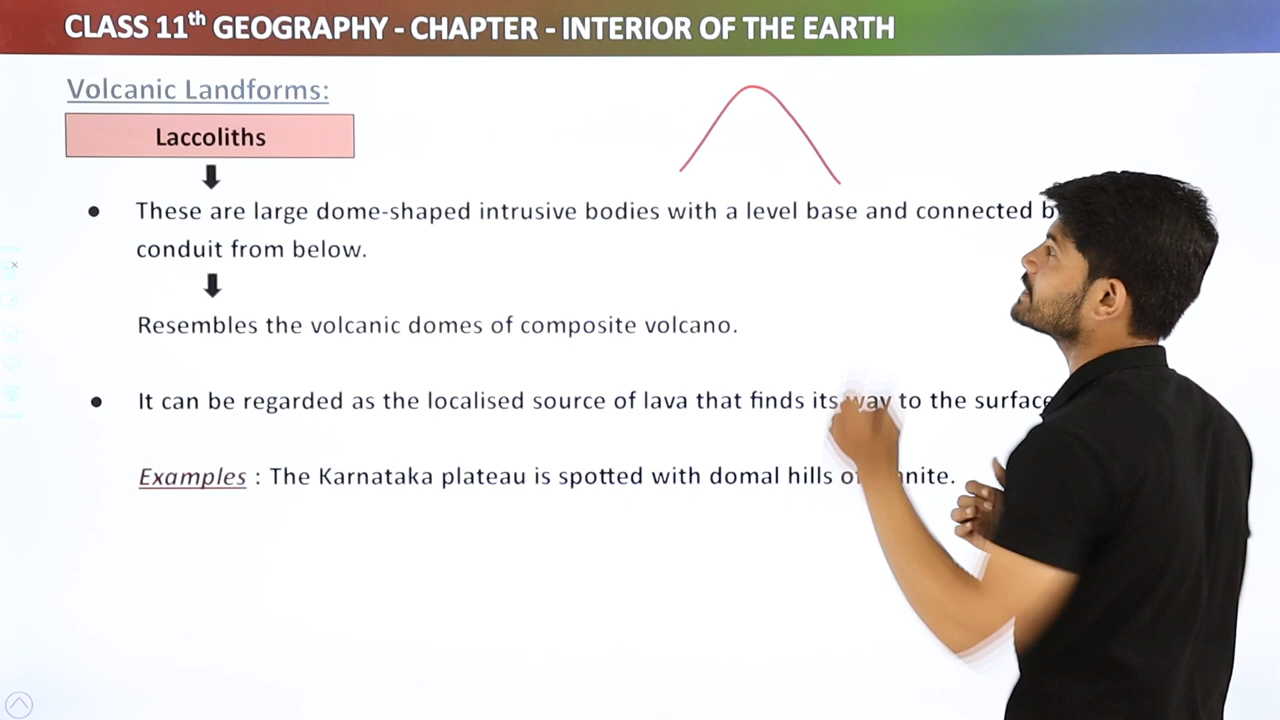 CLASS 11th GEOGRAPHY - CHAPTER - INTERIOR OF THE EARTH
Volcanic Landforms:
Laccoliths
These are large dome-shaped intrusive bodies with a level base and connected
conduit from below.
Resembles the volcanic domes of composite volcano.
It can be regarded as the localised source of lava that finds its way to the surface
Examples : The Karnataka plateau is spotted with domal hills